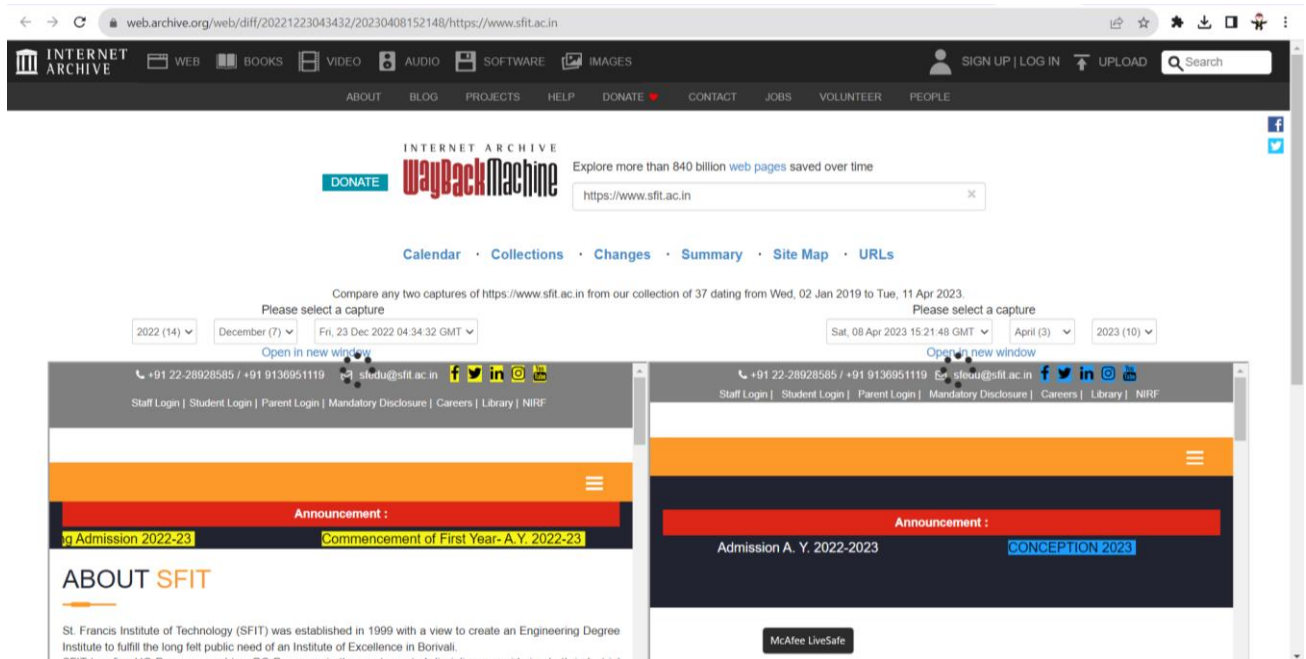 web.archive.org/web/diff/20221223043432/20230408152148/https://www.sfit.ac.in
INTERNET ARCHIVE WEB BOOKS VIDEO AUDIO SOFTWARE IMAGES SIGN UP | LOG IN UPLOAD Search
ABOUT BLOG PROJECTS HELP DONATE CONTACT JOBS VOLUNTEER PEOPLE
INTERNET ARCHIVE
DONATE WayBackMachine Explore more than 840 billion web pages saved over time
https://www.sfit.ac.in ×
Calendar · Collections · Changes · Summary · Site Map · URLs
Compare any two captures of https://www.sfit.ac.in from our collection of 37 dating from Wed, 02 Jan 2019 to Tue, 11 Apr 2023.
Please select a capture
2022 (14) December (7) Fri, 23 Dec 2022 04:34:32 GMT
Open in new window
+91 22-28928585 / +91 9136951119 sfedu@sfit.ac.in
Staff Login | Student Login | Parent Login | Mandatory Disclosure | Careers | Library | NIRF
Announcement :
ng Admission 2022-23 Commencement of First Year- A.Y. 2022-23
ABOUT SFIT
St. Francis Institute of Technology (SFIT) was established in 1999 with a view to create an Engineering Degree
Institute to fulfill the long felt public need of an Institute of Excellence in Borivali.
Please select a capture
Sat, 08 Apr 2023 15:21:48 GMT April (3) 2023 (10)
Open in new window
+91 22-28928585 / +91 9136951119 sfedu@sfit.ac.in
Staff Login | Student Login | Parent Login | Mandatory Disclosure | Careers | Library | NIRF
Announcement :
Admission A. Y. 2022-2023 CONCEPTION 2023
McAfee LiveSafe